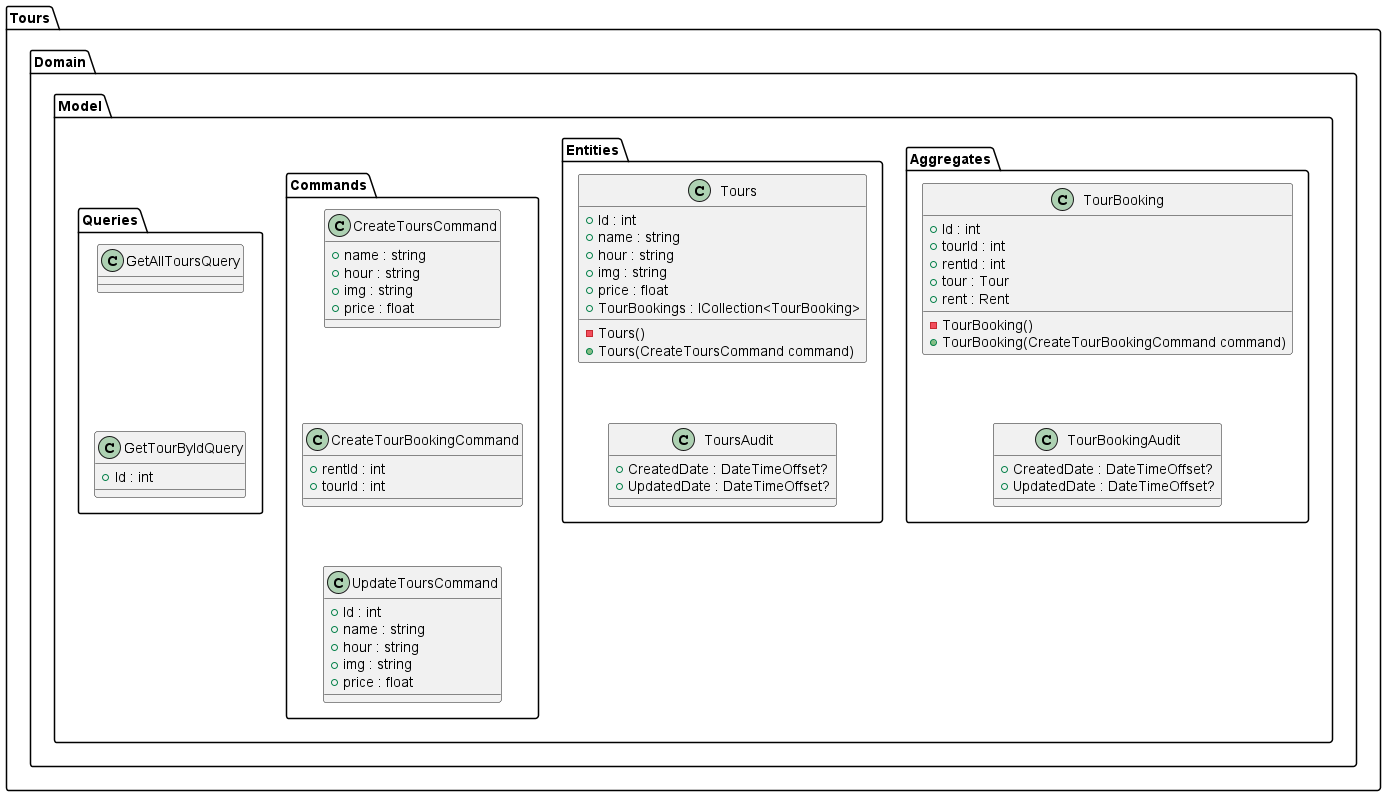 Tours
Domain
Model
Queries
C GetAllToursQuery
C GetTourByIdQuery
Id : int
Commands
C CreateToursCommand
name : string
hour : string
img : string
price : float
C CreateTourBookingCommand
rentId : int
tourId : int
C UpdateToursCommand
Id : int
name : string
hour : string
img : string
price : float
Entities
C Tours
Id : int
name : string
hour : string
img : string
price : float
TourBookings : ICollection<TourBooking>
Tours()
Tours(CreateToursCommand command)
C ToursAudit
CreatedDate : DateTimeOffset?
UpdatedDate : DateTimeOffset?
Aggregates
C TourBooking
Id : int
tourId : int
rentId : int
tour : Tour
rent : Rent
TourBooking()
TourBooking(CreateTourBookingCommand command)
C TourBookingAudit
CreatedDate : DateTimeOffset?
UpdatedDate : DateTimeOffset?